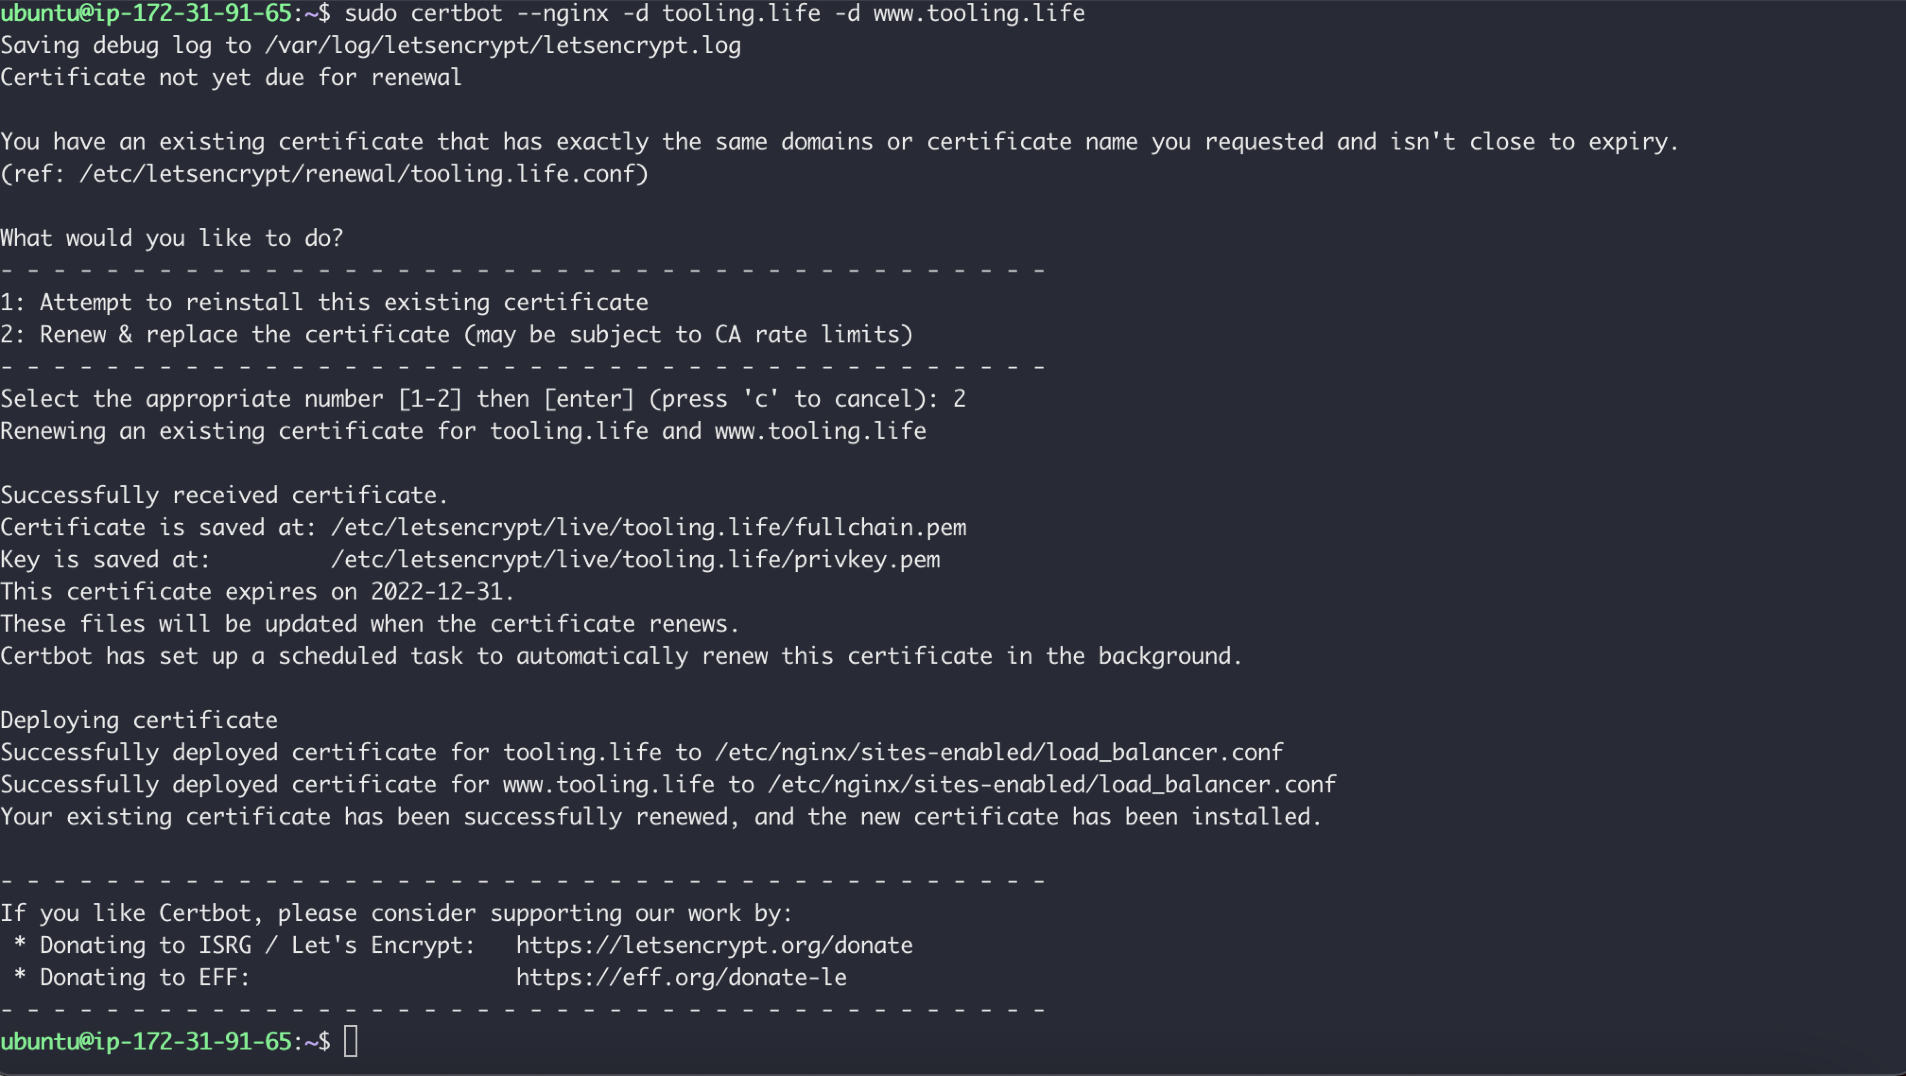 ubuntu@ip-172-31-91-65:~$ sudo certbot --nginx -d tooling.life -d www.tooling.life
Saving debug log to /var/log/letsencrypt/letsencrypt.log
Certificate not yet due for renewal

You have an existing certificate that has exactly the same domains or certificate name you requested and isn't close to expiry.
(ref: /etc/letsencrypt/renewal/tooling.life.conf)

What would you like to do?
- - - - - - - - - - - - - - - - - - - - - - - - - - - - - - - - - - - - - - - -
1: Attempt to reinstall this existing certificate
2: Renew & replace the certificate (may be subject to CA rate limits)
- - - - - - - - - - - - - - - - - - - - - - - - - - - - - - - - - - - - - - - -
Select the appropriate number [1-2] then [enter] (press 'c' to cancel): 2
Renewing an existing certificate for tooling.life and www.tooling.life

Successfully received certificate.
Certificate is saved at: /etc/letsencrypt/live/tooling.life/fullchain.pem
Key is saved at:         /etc/letsencrypt/live/tooling.life/privkey.pem
This certificate expires on 2022-12-31.
These files will be updated when the certificate renews.
Certbot has set up a scheduled task to automatically renew this certificate in the background.

Deploying certificate
Successfully deployed certificate for tooling.life to /etc/nginx/sites-enabled/load_balancer.conf
Successfully deployed certificate for www.tooling.life to /etc/nginx/sites-enabled/load_balancer.conf
Your existing certificate has been successfully renewed, and the new certificate has been installed.

- - - - - - - - - - - - - - - - - - - - - - - - - - - - - - - - - - - - - - - -
If you like Certbot, please consider supporting our work by:
 * Donating to ISRG / Let's Encrypt:   https://letsencrypt.org/donate
 * Donating to EFF:                    https://eff.org/donate-le
- - - - - - - - - - - - - - - - - - - - - - - - - - - - - - - - - - - - - - - -
ubuntu@ip-172-31-91-65:~$